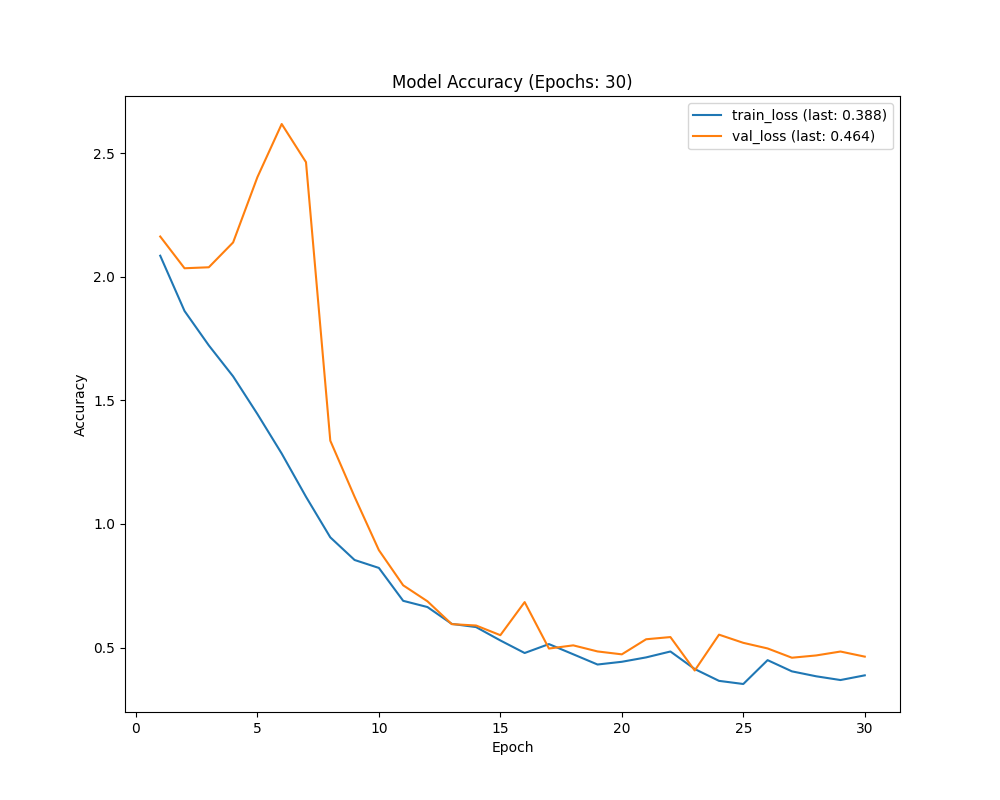 Model Accuracy (Epochs: 30)
train_loss (last: 0.388)
val_loss (last: 0.464)
2.5
2.0
1.5
1.0
0.5
Accuracy
0 5 10 15 20 25 30
Epoch